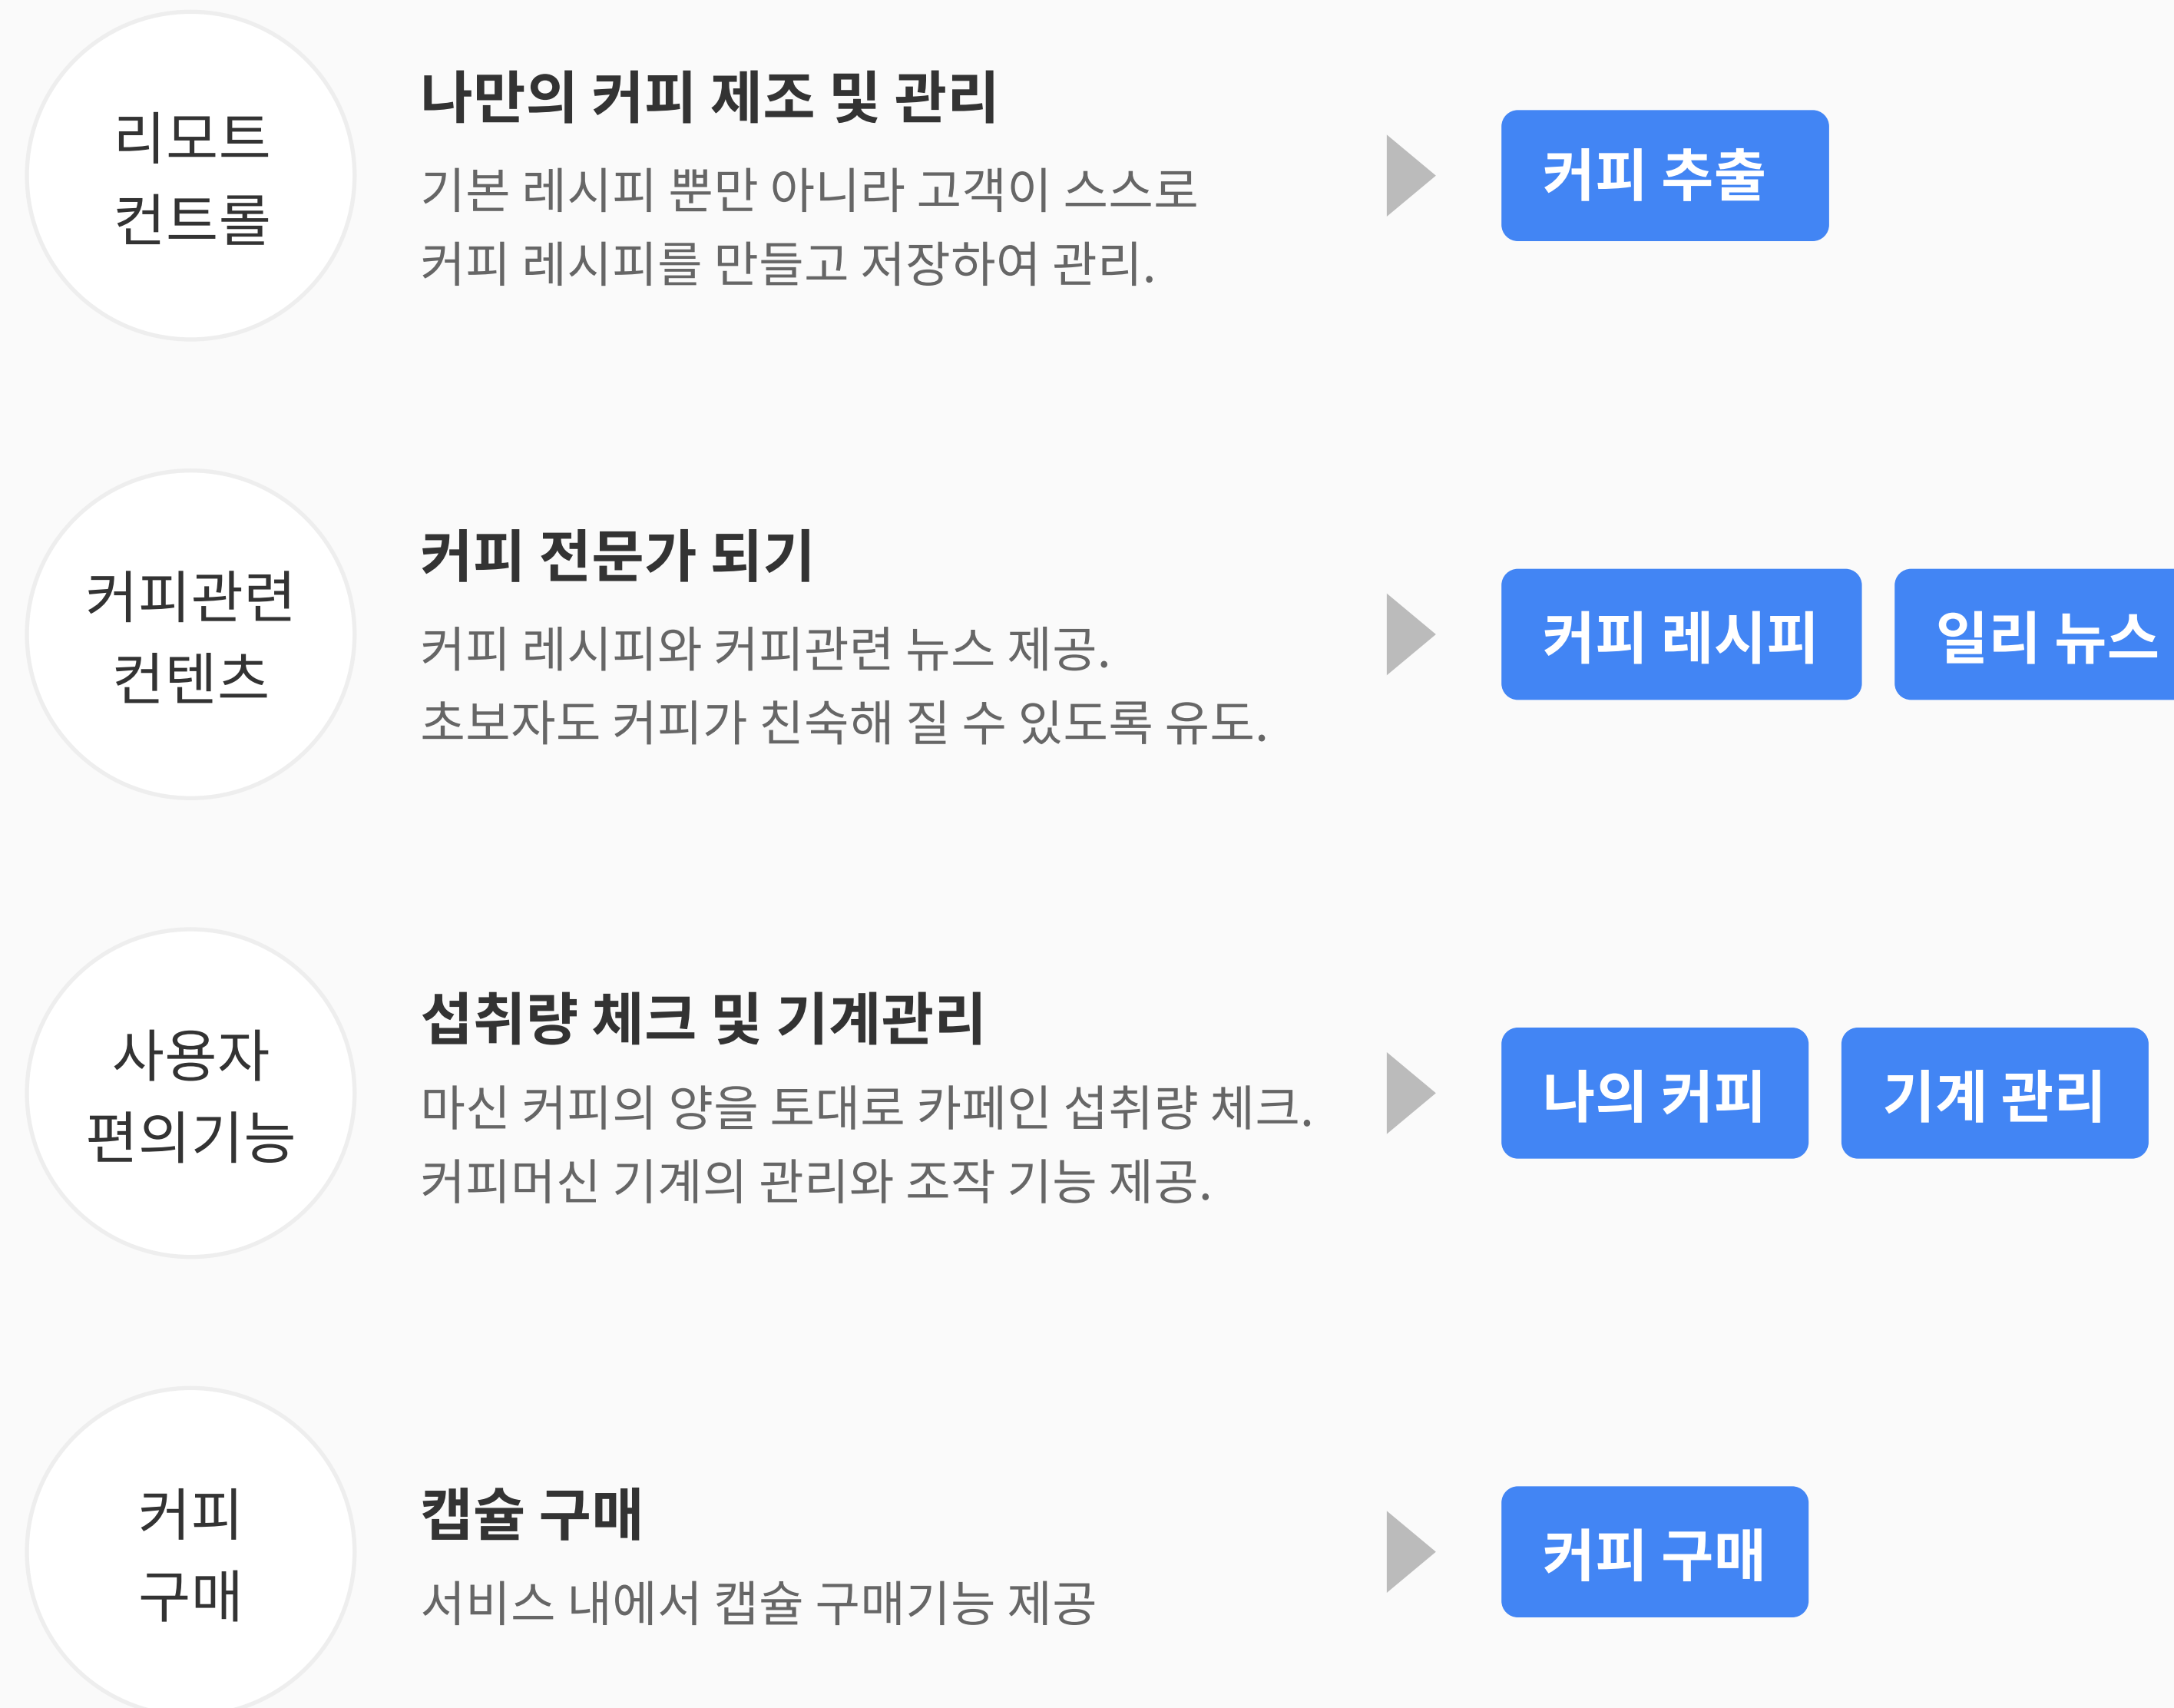 리모트
컨트롤
나만의 커피 제조 및 관리
기본 레시피 뿐만 아니라 고객이 스스로
커피 레시피를 만들고 저장하여 관리.
커피 추출
커피관련
컨텐츠
커피 전문가 되기
커피 레시피와 커피관련 뉴스 제공.
초보자도 커피가 친숙해 질 수 있도록 유도.
커피 레시피
일리 뉴스
사용자
편의기능
섭취량 체크 및 기계관리
머신 커피의 양을 토대로 카페인 섭취량 체크.
커피머신 기계의 관리와 조작 기능 제공.
나의 커피
기계 관리
커피
구매
캡슐 구매
서비스 내에서 캡슐 구매기능 제공
커피 구매